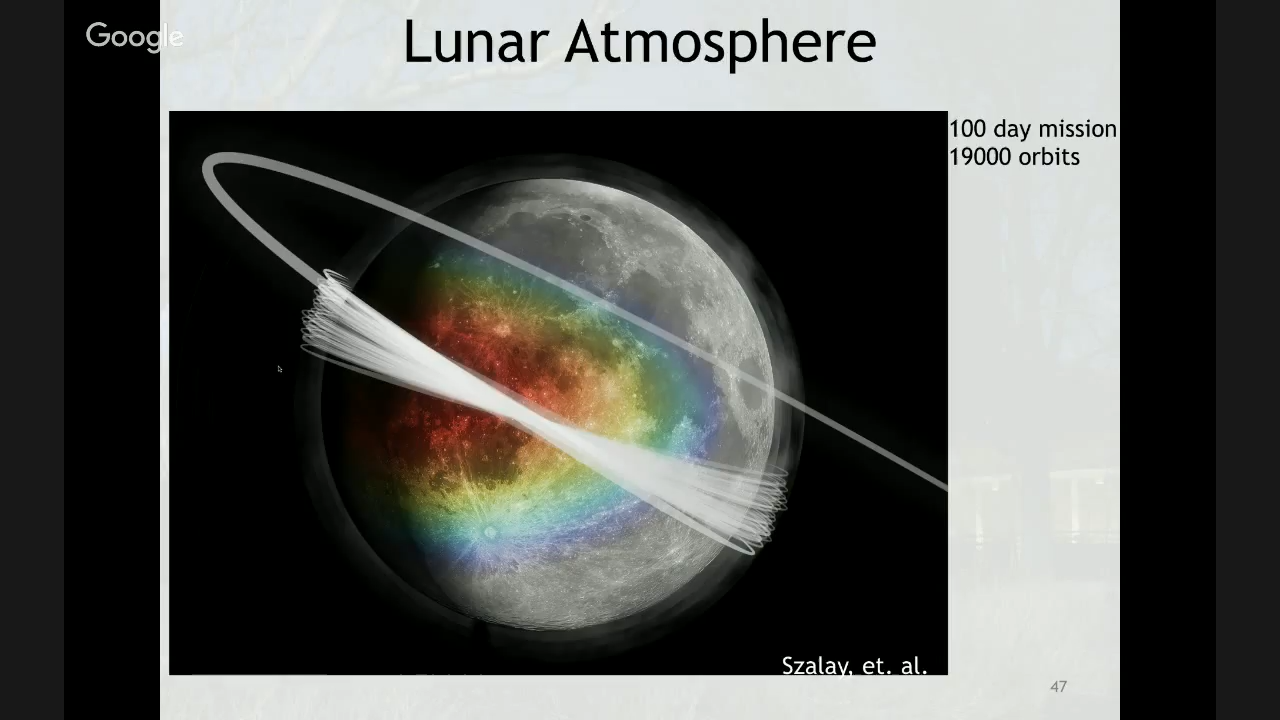 Google
Lunar Atmosphere
100 day mission
19000 orbits
Szalay, et. al.
47